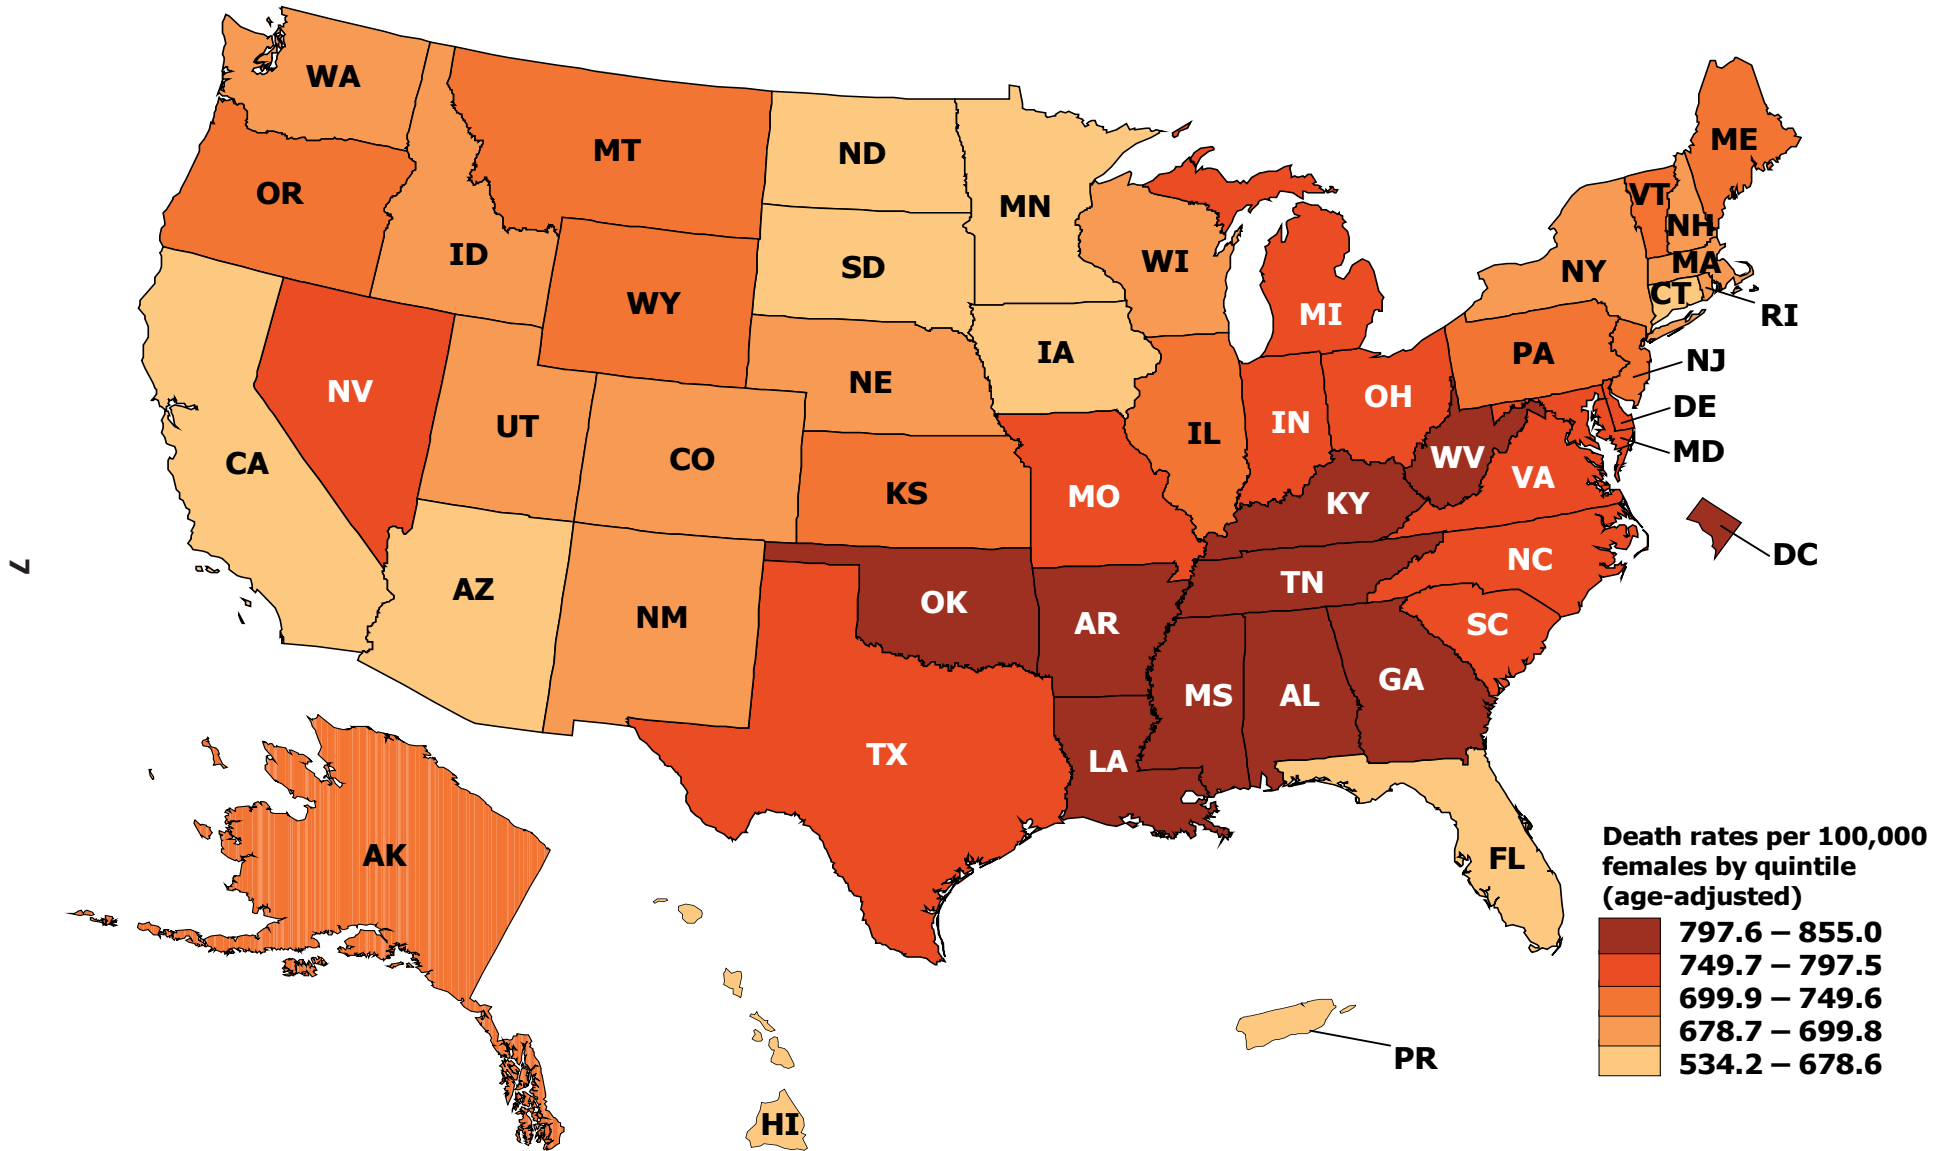 WA
MT
ND
MN
ME
VT
NH
OR
ID
WY
SD
WI
NY
MA
CT
RI
MI
IA
PA
NJ
NV
UT
CO
NE
IL
IN
OH
DE
MD
CA
KS
MO
WV
VA
KY
DC
AZ
NM
OK
AR
TN
NC
SC
TX
LA
MS
AL
GA
FL
AK
HI
PR
7
Death rates per 100,000
females by quintile
(age-adjusted)
797.6 – 855.0
749.7 – 797.5
699.9 – 749.6
678.7 – 699.8
534.2 – 678.6